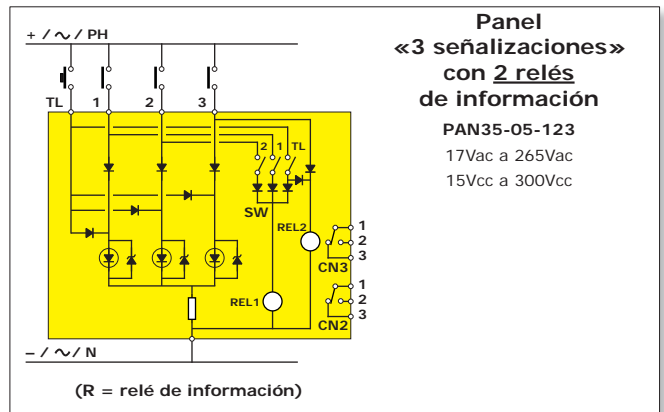 + / ∿ / PH
TL 1 2 3
2 1 TL
SW
REL2
REL1
1
2
3
CN3
1
2
3
CN2
– / ∿ / N
(R = relé de información)
Panel
«3 señalizaciones»
con 2 relés
de información
PAN35-05-123
17Vac a 265Vac
15Vcc a 300Vcc